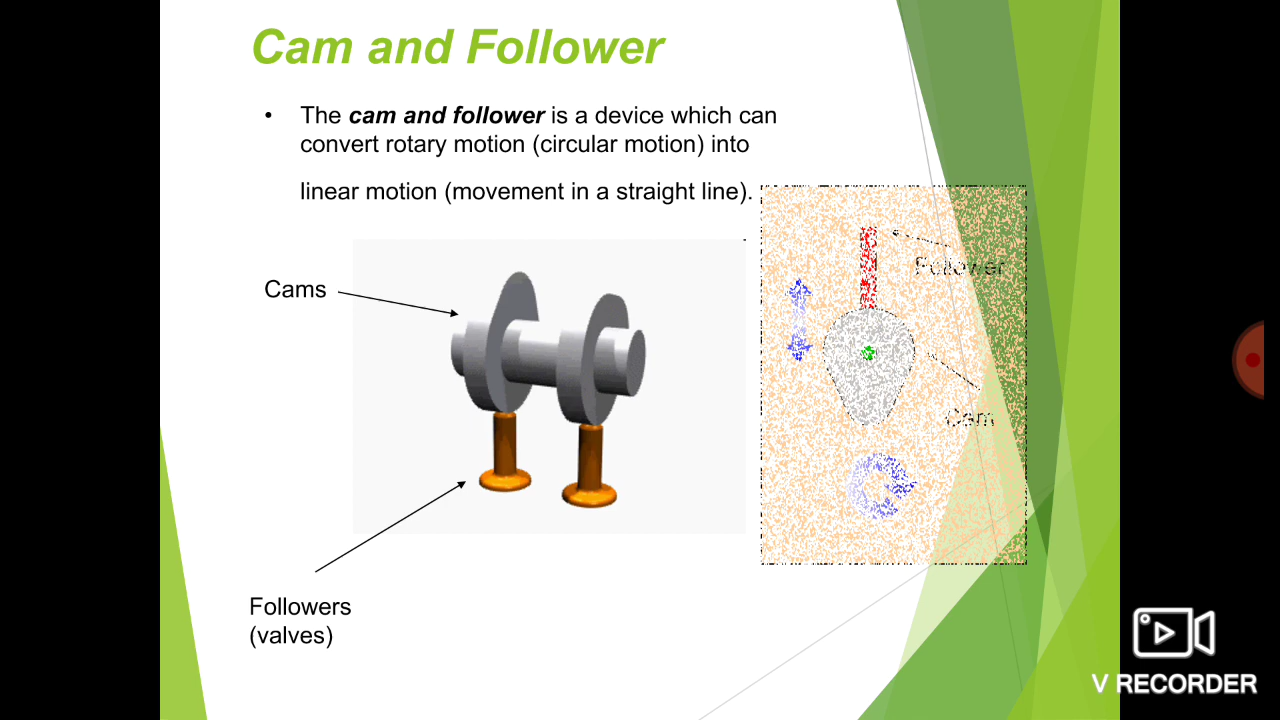 Cam and Follower
• The cam and follower is a device which can
convert rotary motion (circular motion) into
linear motion (movement in a straight line).
Follower
Cams
Cam
Followers
(valves)
V RECORDER